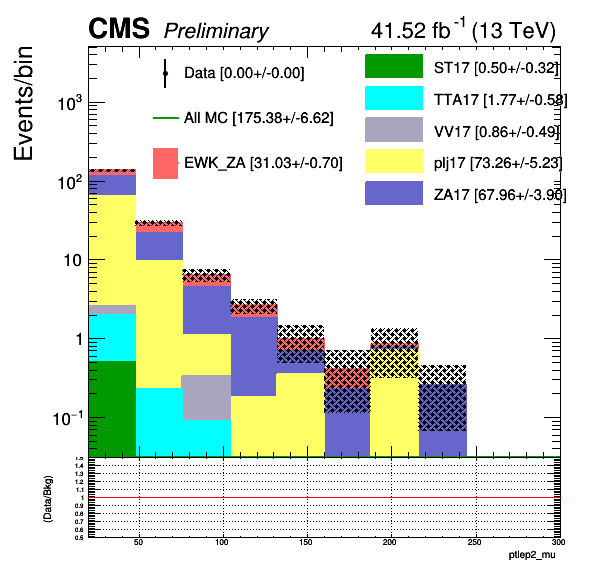 CMS Preliminary 41.52 fb⁻¹ (13 TeV)
Events/bin
Data [0.00+/-0.00]
All MC [175.38+/-6.62]
EWK_ZA [31.03+/-0.70]
ST17 [0.50+/-0.32]
TTA17 [1.77+/-0.58]
VV17 [0.86+/-0.49]
plj17 [73.26+/-5.23]
ZA17 [67.96+/-3.90]
10³
10²
10
1
10⁻¹
(Data/Bkg)
1.5
1.4
1.3
1.2
1.1
1
0.9
0.8
0.7
0.6
0.5
50 100 150 200 250 300
ptlep2_mu